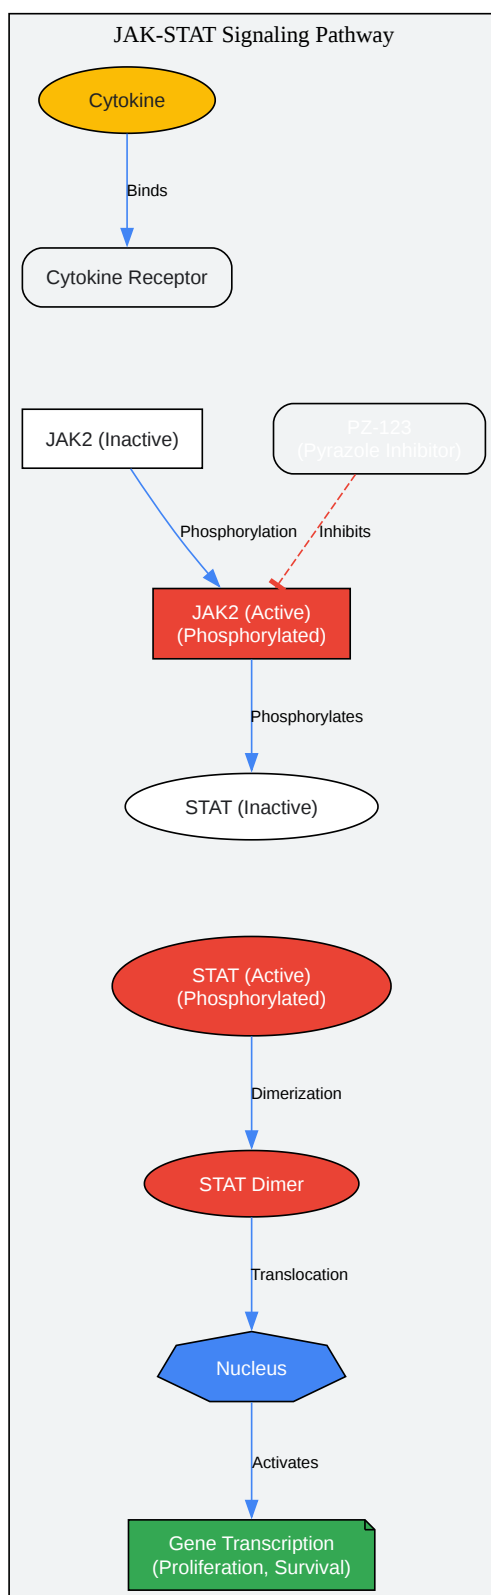 JAK-STAT Signaling Pathway
Cytokine
Binds
Cytokine Receptor
JAK2 (Inactive)
PZ-123
(Pyrazole Inhibitor)
Phosphorylation
Inhibits
JAK2 (Active)
(Phosphorylated)
Phosphorylates
STAT (Inactive)
STAT (Active)
(Phosphorylated)
Dimerization
STAT Dimer
Translocation
Nucleus
Activates
Gene Transcription
(Proliferation, Survival)